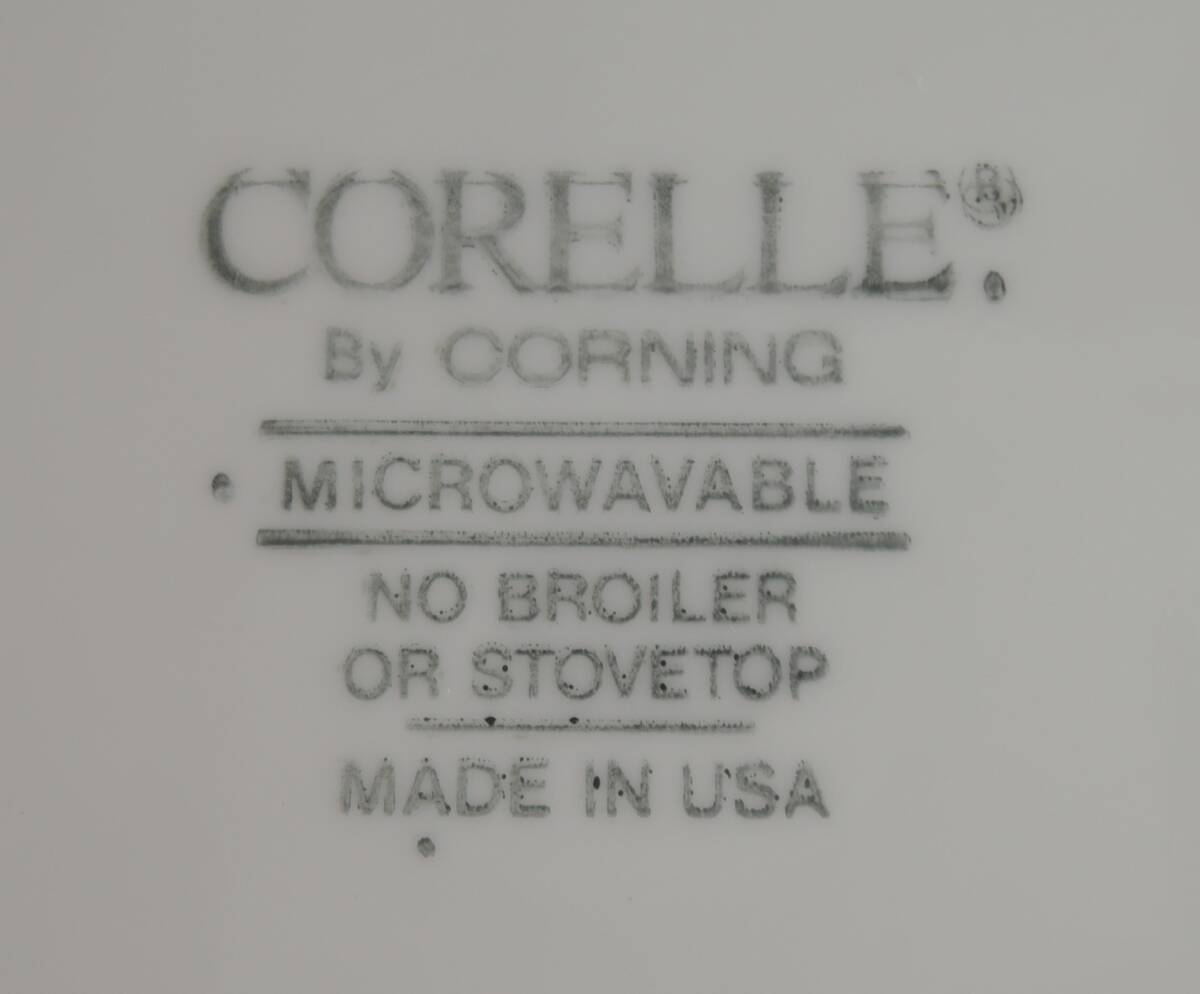 CORELLE®
By CORNING
MICROWAVABLE
NO BROILER
OR STOVETOP
MADE IN USA